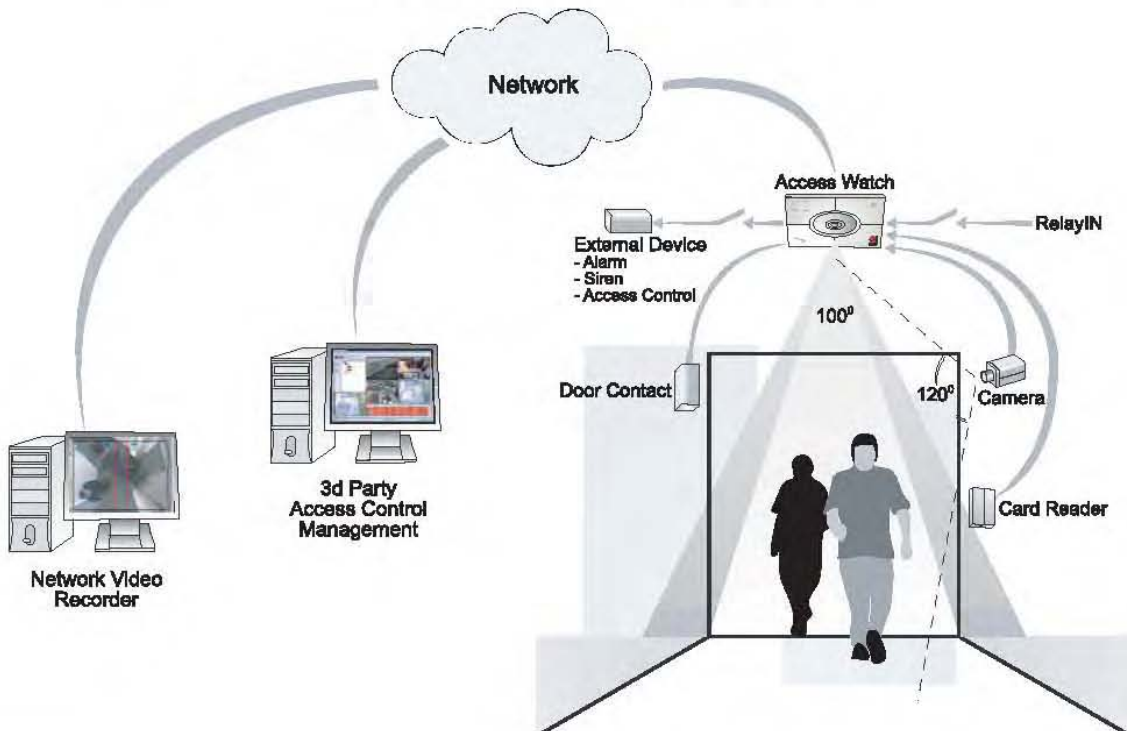 Network
Access Watch
RelayIN
External Device
- Alarm
- Siren
- Access Control
100⁰
Door Contact
120⁰
Camera
3d Party
Access Control
Management
Card Reader
Network Video
Recorder